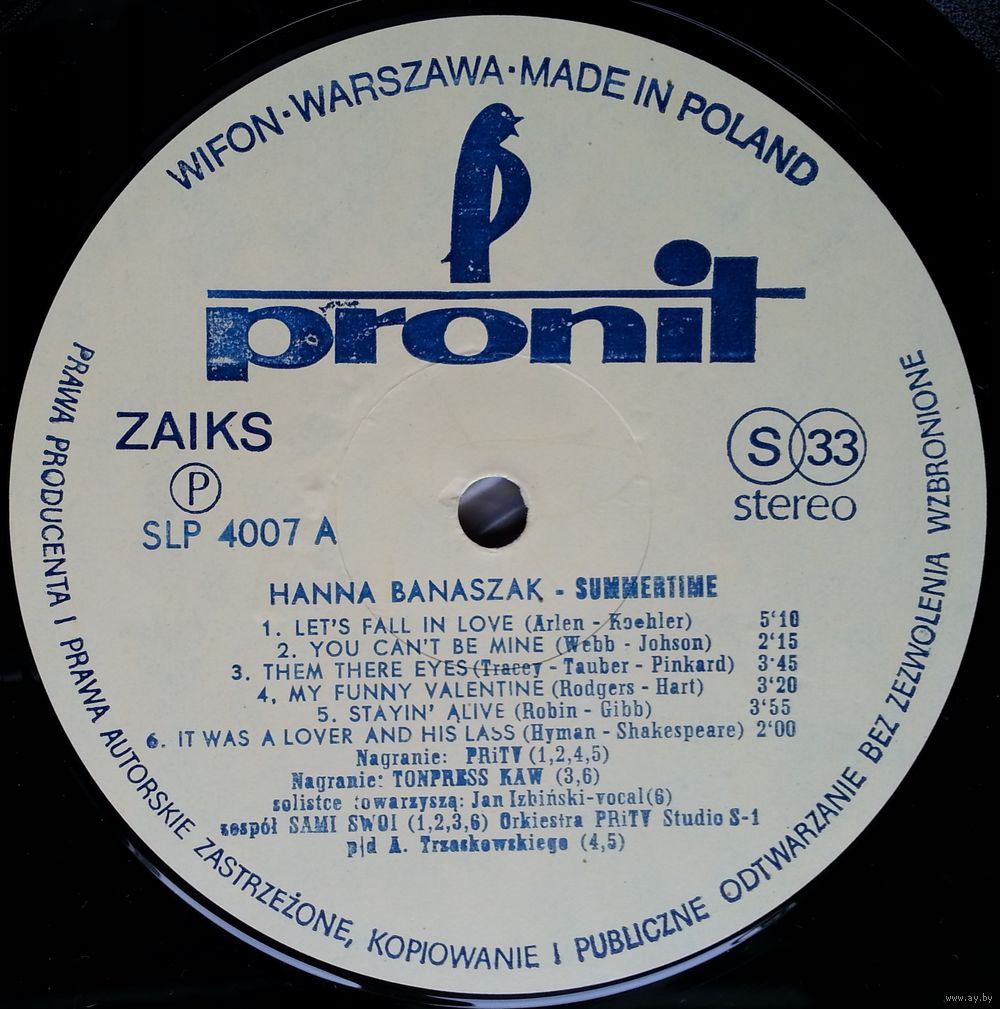 WIFON·WARSZAWA·MADE IN POLAND
pronit
ZAIKS
P
SLP 4007 A
S 33
stereo
HANNA BANASZAK - SUMMERTIME
1. LET'S FALL IN LOVE (Arlen - Koehler) 5'10
2. YOU CAN'T BE MINE (Webb - Johson) 2'15
3. THEM THERE EYES (Tracey - Tauber - Pinkard) 3'45
4. MY FUNNY VALENTINE (Rodgers - Hart) 3'20
5. STAYIN' ALIVE (Robin - Gibb) 3'55
6. IT WAS A LOVER AND HIS LASS (Hyman - Shakespeare) 2'00
Nagranie: PRiTV (1,2,4,5)
Nagranie: TONPRESS KAW (3,6)
solistce towarzyszą: Jan Izbiński-vocal(6)
zespół SAMI SWOI (1,2,3,6) Orkiestra PRiTV Studio S-1
p/d A. Trzaskowskiego (4,5)
PRAWA PRODUCENTA I PRAWA AUTORSKIE ZASTRZEŻONE, KOPIOWANIE I PUBLICZNE ODTWARZANIE BEZ ZEZWOLENIA WZBRONIONE
www.ay.by